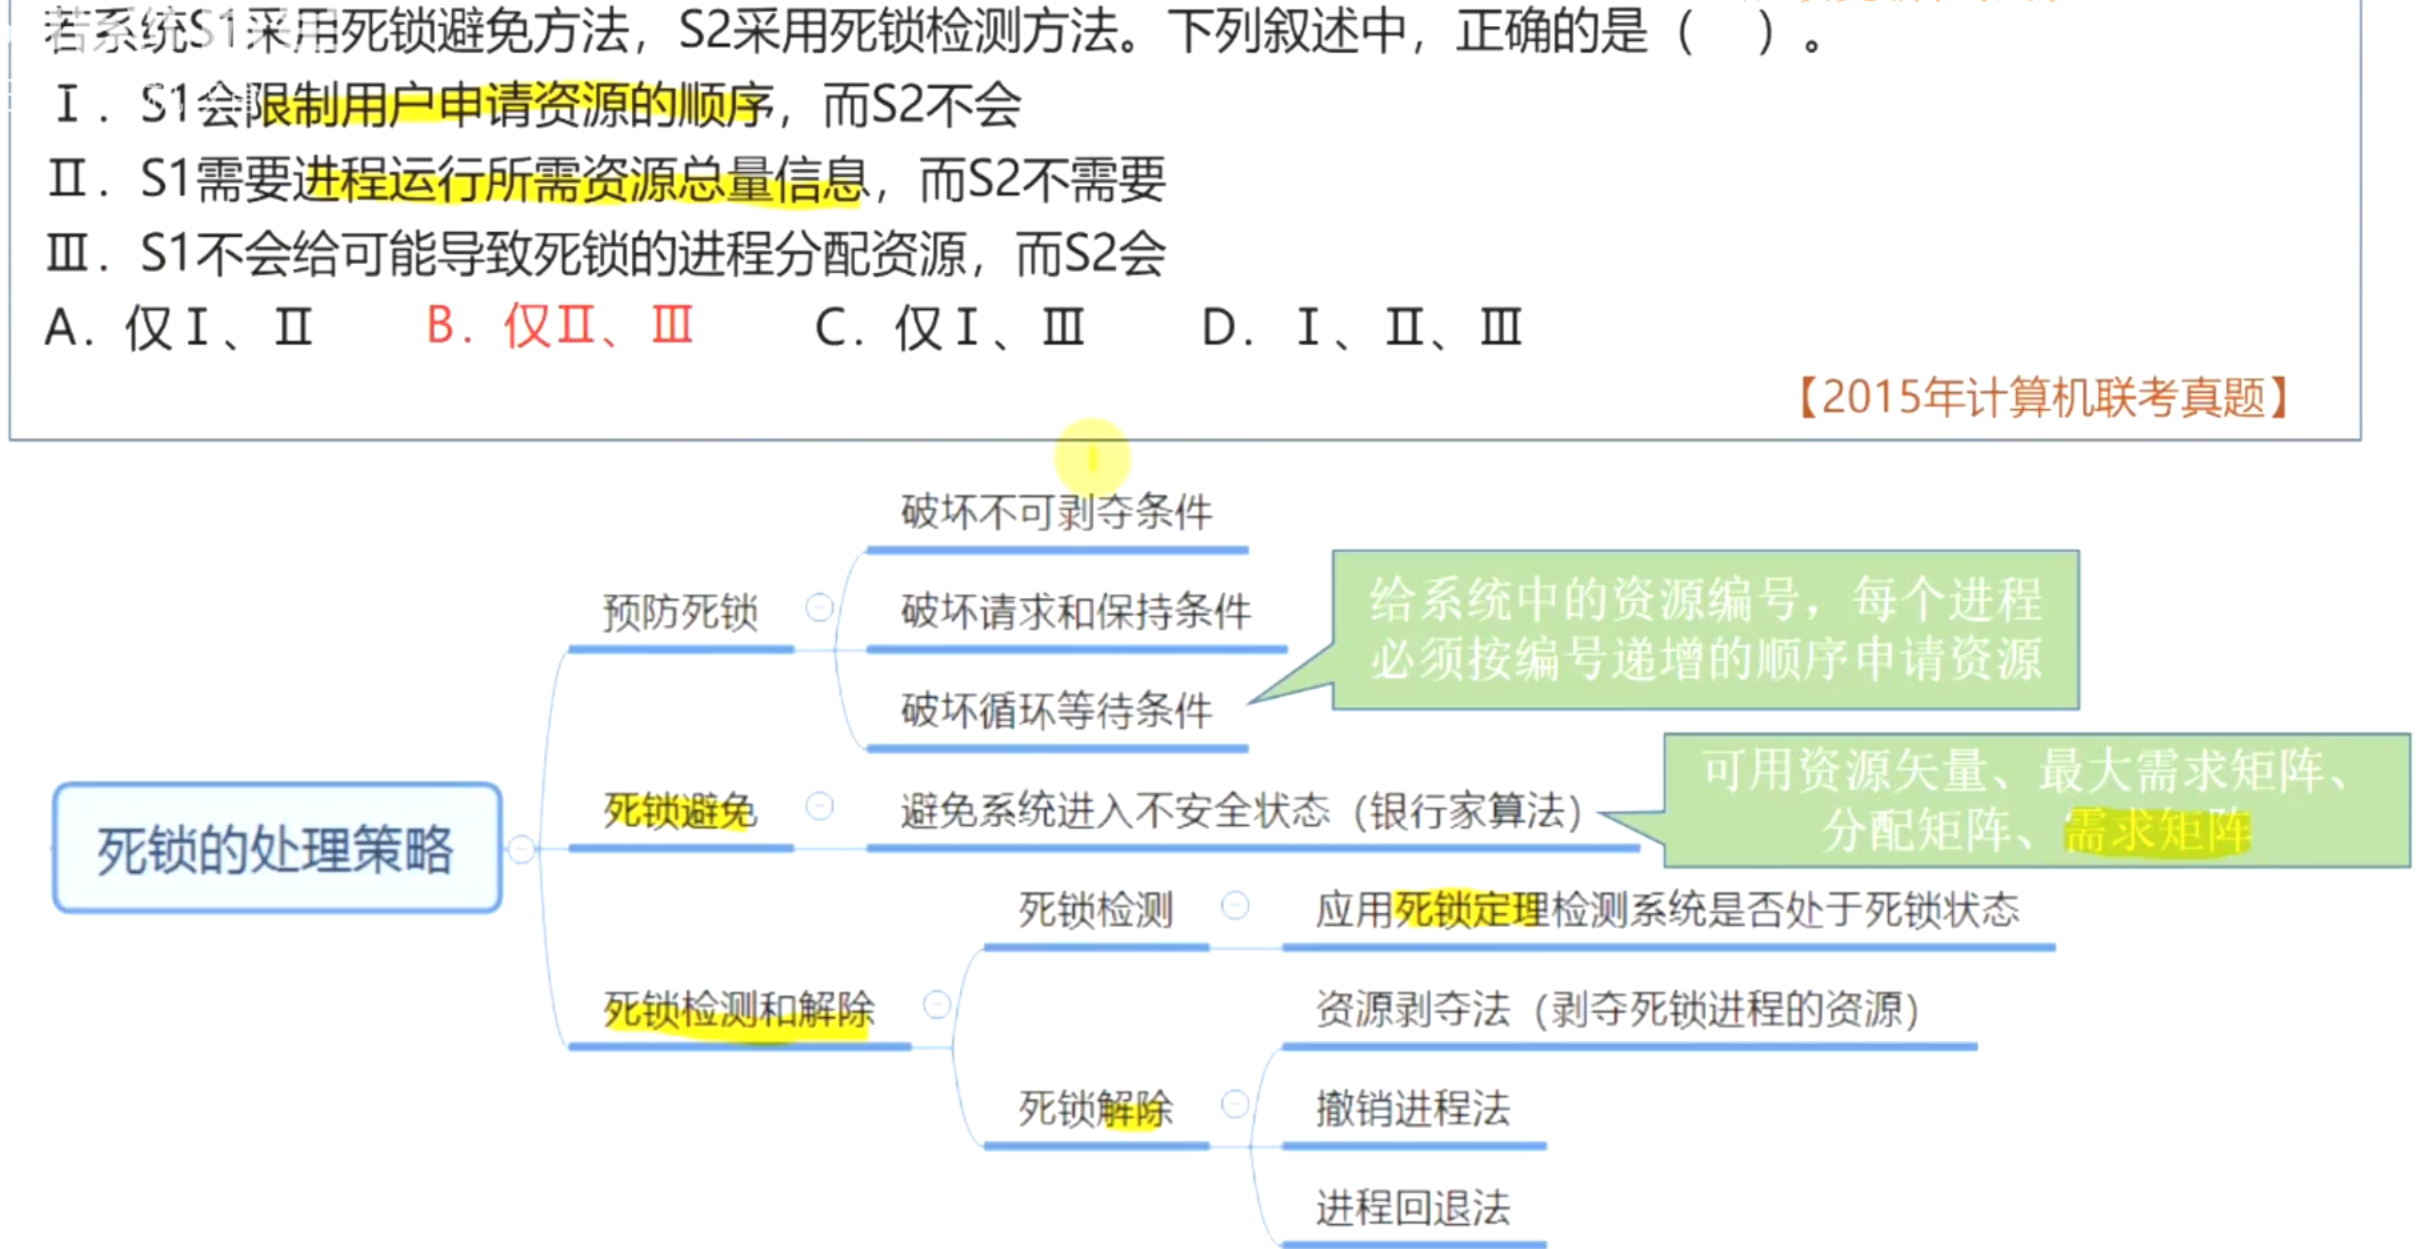 若系统S1采用死锁避免方法，S2采用死锁检测方法。下列叙述中，正确的是（ ）。
Ⅰ．S1会限制用户申请资源的顺序，而S2不会
Ⅱ．S1需要进程运行所需资源总量信息，而S2不需要
Ⅲ．S1不会给可能导致死锁的进程分配资源，而S2会
A．仅Ⅰ、Ⅱ B．仅Ⅱ、Ⅲ C．仅Ⅰ、Ⅲ D．Ⅰ、Ⅱ、Ⅲ
【2015年计算机联考真题】
死锁的处理策略
预防死锁
破坏不可剥夺条件
破坏请求和保持条件
破坏循环等待条件
给系统中的资源编号，每个进程
必须按编号递增的顺序申请资源
死锁避免
避免系统进入不安全状态（银行家算法）
可用资源矢量、最大需求矩阵、
分配矩阵、需求矩阵
死锁检测和解除
死锁检测
应用死锁定理检测系统是否处于死锁状态
死锁解除
资源剥夺法（剥夺死锁进程的资源）
撤销进程法
进程回退法